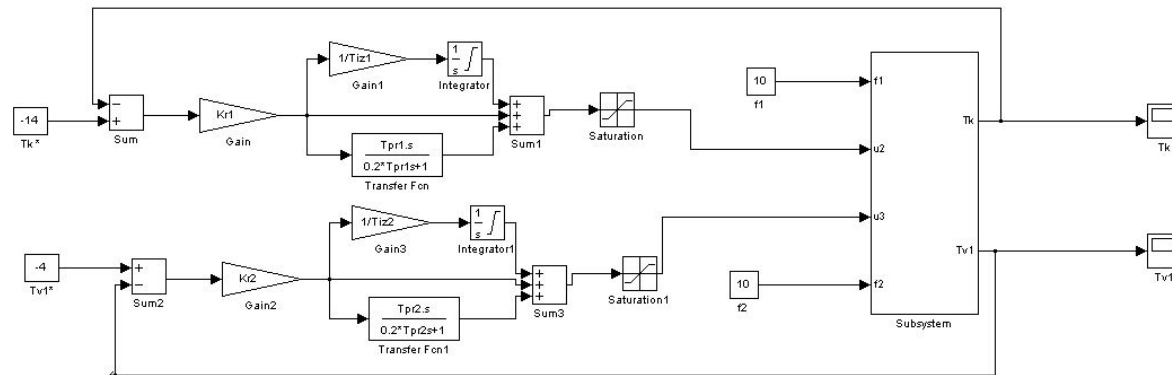 1/Tiz1
1
s
Integrator
Gain1
10
f1
f1
-14
Tk*
−
+
Sum
Kr1
Gain
+
+
+
Sum1
Saturation
Tk
Tk
Tpr1.s
0.2*Tpr1s+1
Transfer Fcn
u2
1/Tiz2
1
s
Integrator1
Gain3
u3
-4
Tv1*
+
−
Sum2
Kr2
Gain2
+
+
+
Sum3
Saturation1
Tv1
Tv1
10
f2
f2
Tpr2.s
0.2*Tpr2s+1
Transfer Fcn1
Subsystem